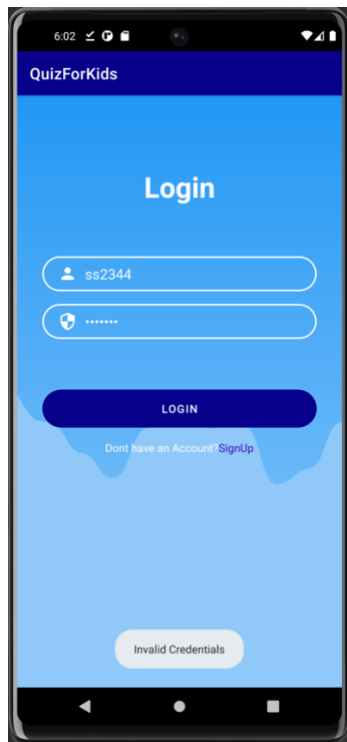 6:02
QuizForKids
Login
ss2344
•••••••
LOGIN
Dont have an Account?SignUp
Invalid Credentials